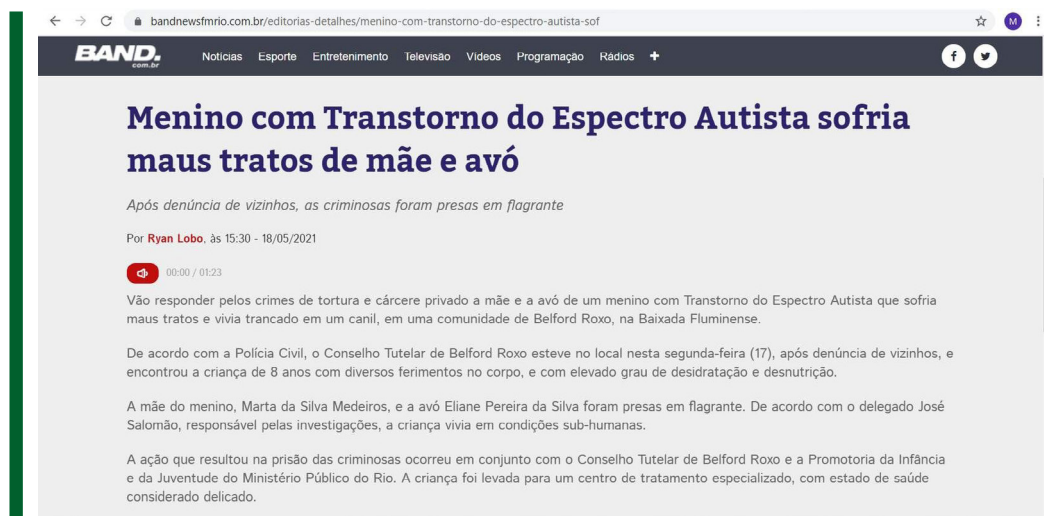 bandnewsfmrio.com.br/editorias-detalhes/menino-com-transtorno-do-espectro-autista-sof
M
BAND.
com.br
Notícias Esporte Entretenimento Televisão Vídeos Programação Rádios +
Menino com Transtorno do Espectro Autista sofria
maus tratos de mãe e avó
Após denúncia de vizinhos, as criminosas foram presas em flagrante
Por Ryan Lobo, às 15:30 - 18/05/2021
00:00 / 01:23
Vão responder pelos crimes de tortura e cárcere privado a mãe e a avó de um menino com Transtorno do Espectro Autista que sofria
maus tratos e vivia trancado em um canil, em uma comunidade de Belford Roxo, na Baixada Fluminense.
De acordo com a Polícia Civil, o Conselho Tutelar de Belford Roxo esteve no local nesta segunda-feira (17), após denúncia de vizinhos, e
encontrou a criança de 8 anos com diversos ferimentos no corpo, e com elevado grau de desidratação e desnutrição.
A mãe do menino, Marta da Silva Medeiros, e a avó Eliane Pereira da Silva foram presas em flagrante. De acordo com o delegado José
Salomão, responsável pelas investigações, a criança vivia em condições sub-humanas.
A ação que resultou na prisão das criminosas ocorreu em conjunto com o Conselho Tutelar de Belford Roxo e a Promotoria da Infância
e da Juventude do Ministério Público do Rio. A criança foi levada para um centro de tratamento especializado, com estado de saúde
considerado delicado.